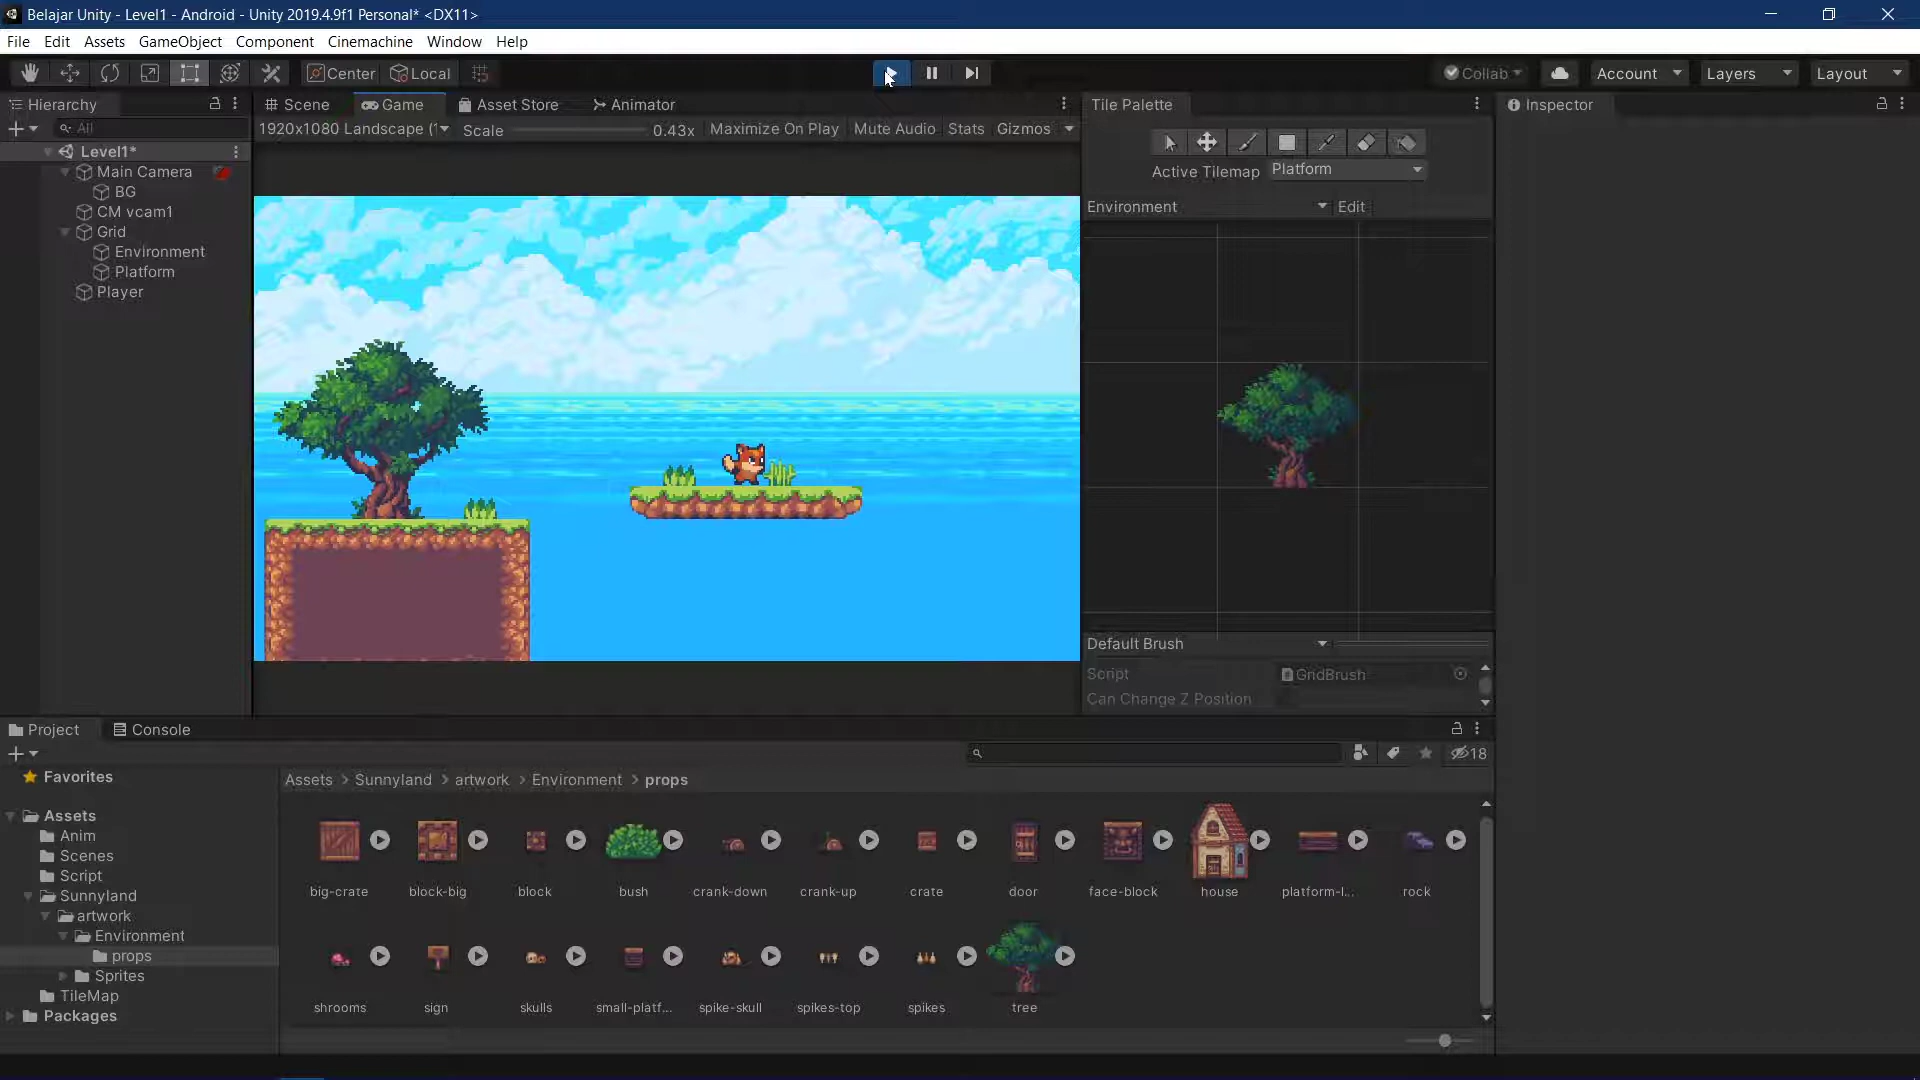 Belajar Unity - Level1 - Android - Unity 2019.4.9f1 Personal* <DX11>
File Edit Assets GameObject Component Cinemachine Window Help
Center Local Collab Account Layers Layout
Hierarchy
All
Level1*
Main Camera
BG
CM vcam1
Grid
Environment
Platform
Player
Scene Game Asset Store Animator
1920x1080 Landscape (1 Scale 0.43x Maximize On Play Mute Audio Stats Gizmos
Tile Palette
Active Tilemap Platform
Environment Edit
Default Brush
Script GridBrush
Can Change Z Position
Inspector
Project Console
18
Favorites
Assets
Anim
Scenes
Script
Sunnyland
artwork
Environment
props
Sprites
TileMap
Packages
Assets > Sunnyland > artwork > Environment > props
big-crate block-big block bush crank-down crank-up crate door face-block house platform-l... rock
shrooms sign skulls small-platf... spike-skull spikes-top spikes tree